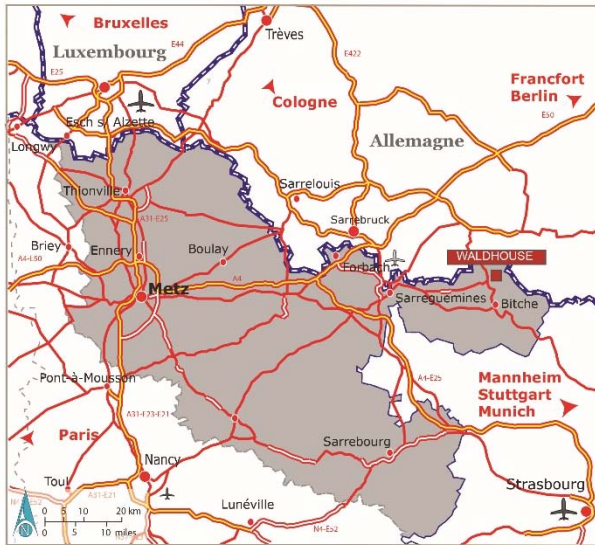 Bruxelles
Luxembourg
E44
Trèves
E25
E422
Francfort
Berlin
Cologne
E50
Esch s/ Alzette
Allemagne
Longwy
Thionville
Sarrelouis
A31-E25
Sarrebruck
Briey
Ennery
Boulay
Forbach
WALDHOUSE
A4-E50
A4
Metz
Sarreguemines
Bitche
Pont-à-Mousson
A4-E25
Mannheim
Stuttgart
Munich
A31-E23-E21
Paris
Sarrebourg
Nancy
Toul
A31-E21
Strasbourg
Lunéville
N4-E52
N4-E52
N
0 5 10 20 km
0 5 10 miles